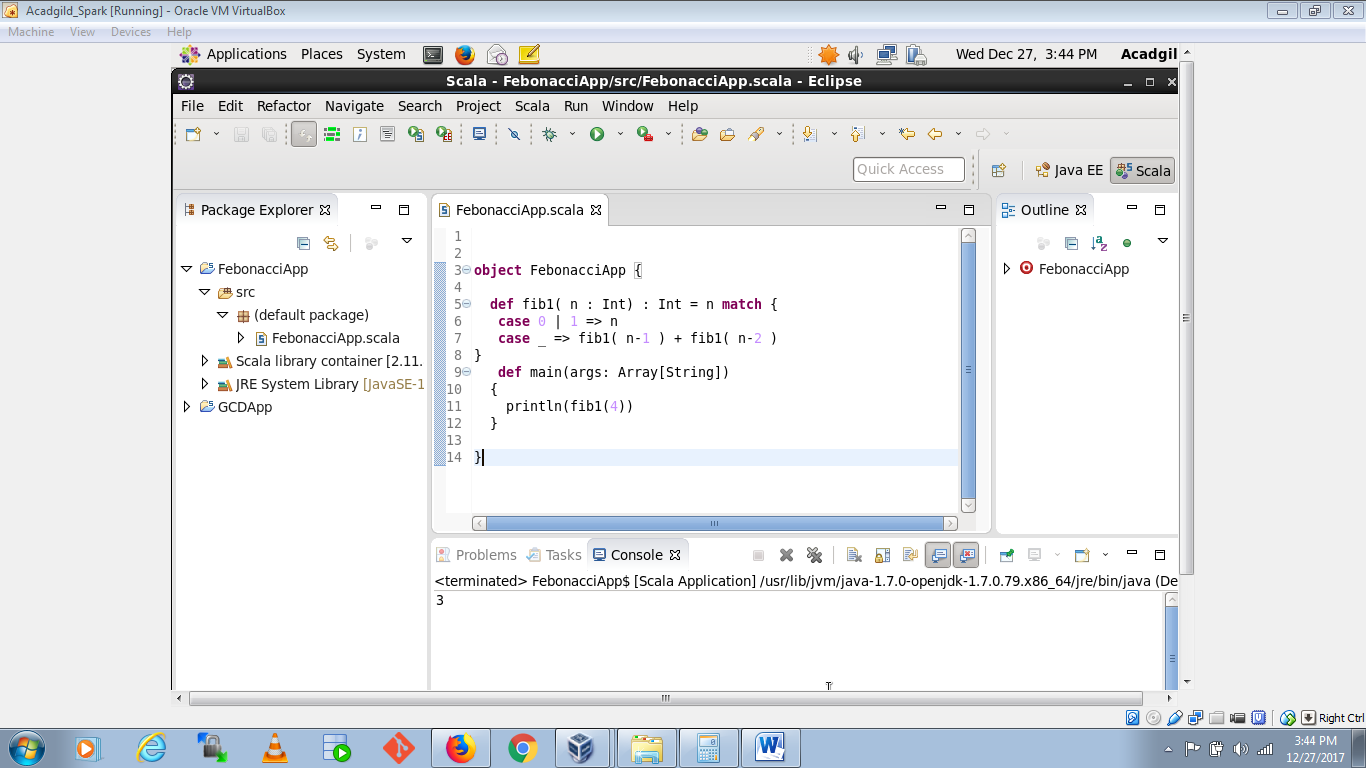 Acadgild_Spark [Running] - Oracle VM VirtualBox
Machine View Devices Help
Applications Places System Wed Dec 27, 3:44 PM Acadgil
Scala - FebonacciApp/src/FebonacciApp.scala - Eclipse
File Edit Refactor Navigate Search Project Scala Run Window Help
Quick Access Java EE Scala
Package Explorer
FebonacciApp
src
(default package)
FebonacciApp.scala
Scala library container [2.11.
JRE System Library [JavaSE-1
GCDApp
FebonacciApp.scala
1
2
3 object FebonacciApp {
4
5 def fib1( n : Int) : Int = n match {
6 case 0 | 1 => n
7 case _ => fib1( n-1 ) + fib1( n-2 )
8 }
9 def main(args: Array[String])
10 {
11 println(fib1(4))
12 }
13
14 }
Outline
FebonacciApp
Problems Tasks Console
<terminated> FebonacciApp$ [Scala Application] /usr/lib/jvm/java-1.7.0-openjdk-1.7.0.79.x86_64/jre/bin/java (De
3
Right Ctrl
3:44 PM
12/27/2017